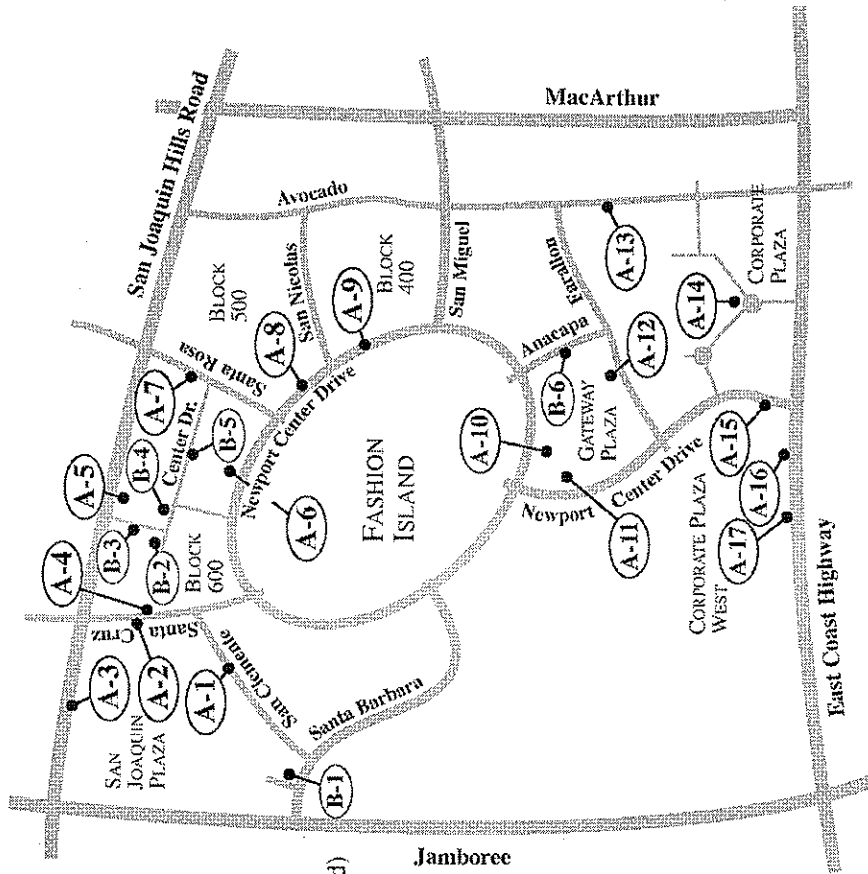 San Joaquin Hills Road
MacArthur
Avocado
San Nicolas
BLOCK
500
BLOCK
400
San Miguel
Santa Rosa
Center Dr.
Newport Center Drive
A-7
A-8
A-9
A-5
B-4
B-5
A-6
A-4
B-3
B-2
BLOCK
600
Santa
Cruz
A-3
A-2
A-1
SAN
JOAQUIN
PLAZA
San Clemente
Santa Barbara
B-1
Jamboree
FASHION
ISLAND
Anacapa
Farallon
A-13
CORPORATE
PLAZA
A-14
A-12
B-6
GATEWAY
PLAZA
A-10
A-11
Newport Center Drive
A-15
A-16
A-17
CORPORATE PLAZA
WEST
East Coast Highway
d)